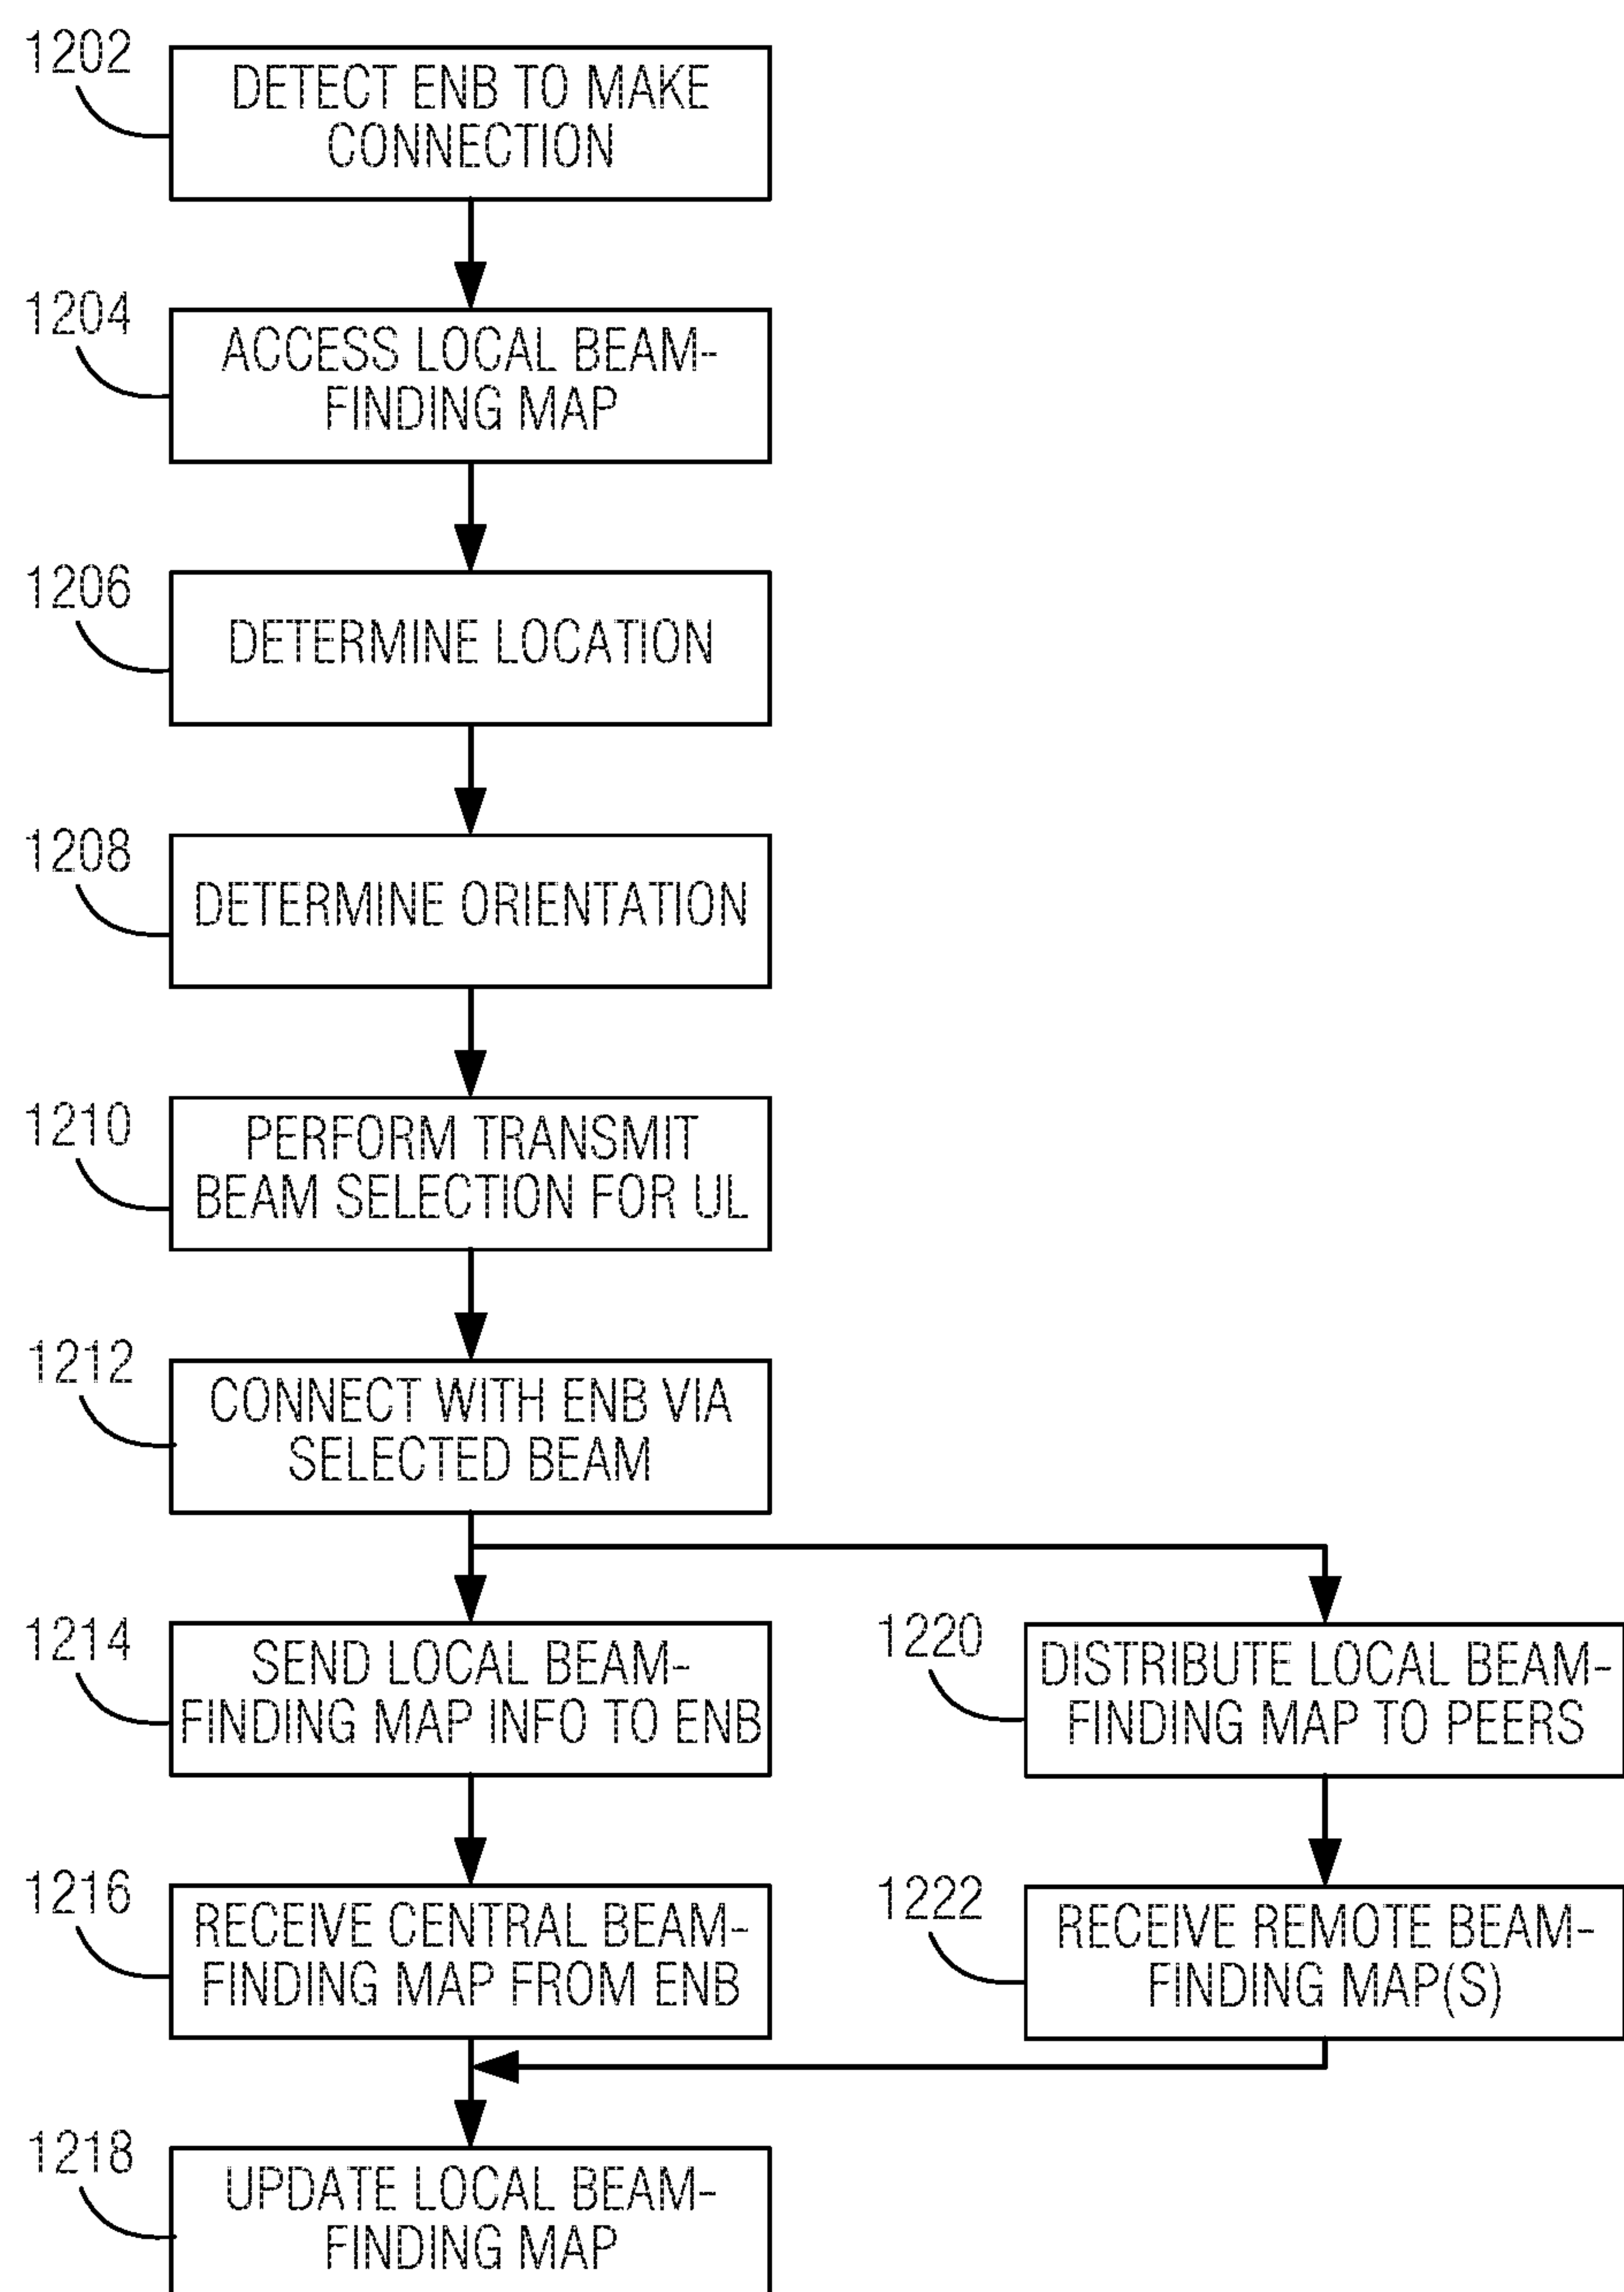 1202
DETECT ENB TO MAKE
CONNECTION
1204
ACCESS LOCAL BEAM-
FINDING MAP
1206
DETERMINE LOCATION
1208
DETERMINE ORIENTATION
1210
PERFORM TRANSMIT
BEAM SELECTION FOR UL
1212
CONNECT WITH ENB VIA
SELECTED BEAM
1214
SEND LOCAL BEAM-
FINDING MAP INFO TO ENB
1220
DISTRIBUTE LOCAL BEAM-
FINDING MAP TO PEERS
1216
RECEIVE CENTRAL BEAM-
FINDING MAP FROM ENB
1222
RECEIVE REMOTE BEAM-
FINDING MAP(S)
1218
UPDATE LOCAL BEAM-
FINDING MAP